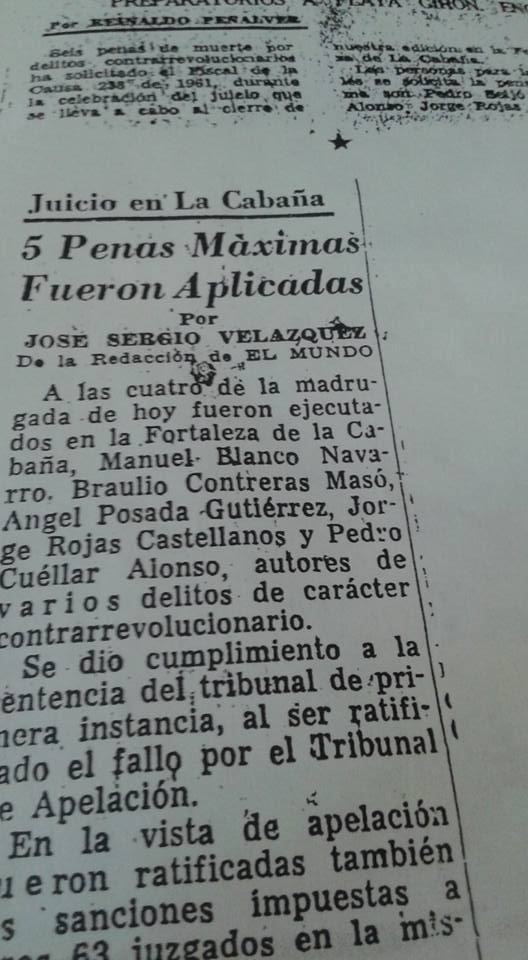 PREPARATORIOS A PLAYA GIRON. EN
Por REINALDO PEÑALVER
Seis penas de muerte por
delitos contrarrevolucionarios
ha solicitado el Fiscal de la
Causa 238 de 1961, durante
la celebración del juicio que
se lleva a cabo al cierre de
nuestra edición en la
za de La Cabaña.
Las personas para
les se solicita la pen
ma son Pedro
Alonso, Jorge Rojas
Juicio en La Cabaña
5 Penas Màximas
Fueron Aplicadas
Por
JOSE SERGIO VELAZQUEZ
De la Redacciòn de EL MUNDO
A las cuatro de la madru-
gada de hoy fueron ejecuta-
dos en la Fortaleza de la Ca-
baña, Manuel Blanco Nava-
rro, Braulio Contreras Masó,
Angel Posada Gutiérrez, Jor-
ge Rojas Castellanos y Pedro
Cuéllar Alonso, autores de
varios delitos de carácter
contrarrevolucionario.
Se dio cumplimiento a la
entencia del tribunal de pri-
nera instancia, al ser ratifi-
ado el fallo por el Tribunal
e Apelación.
En la vista de apelación
ueron ratificadas también
s sanciones impuestas a
63 juzgados en la mis-